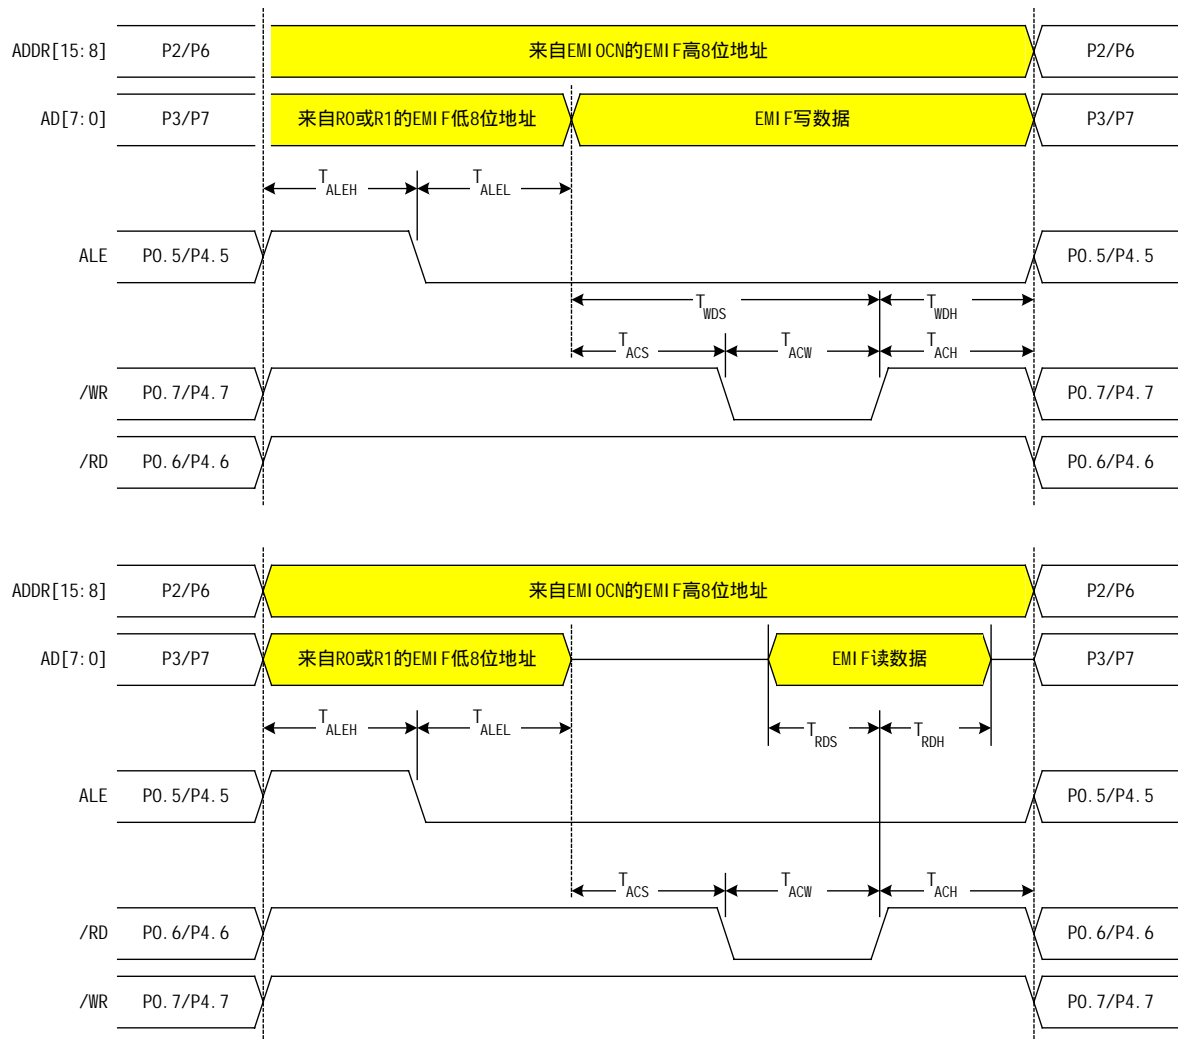 ADDR[15:8] P2/P6 来自EMI0CN的EMIF高8位地址 P2/P6
AD[7:0] P3/P7 来自R0或R1的EMIF低8位地址 EMIF写数据 P3/P7
TALEH TALEL
ALE P0.5/P4.5 P0.5/P4.5
TWDS TWDH
TACS TACW TACH
/WR P0.7/P4.7 P0.7/P4.7
/RD P0.6/P4.6 P0.6/P4.6
ADDR[15:8] P2/P6 来自EMI0CN的EMIF高8位地址 P2/P6
AD[7:0] P3/P7 来自R0或R1的EMIF低8位地址 EMIF读数据 P3/P7
TALEH TALEL TRDS TRDH
ALE P0.5/P4.5 P0.5/P4.5
TACS TACW TACH
/RD P0.6/P4.6 P0.6/P4.6
/WR P0.7/P4.7 P0.7/P4.7